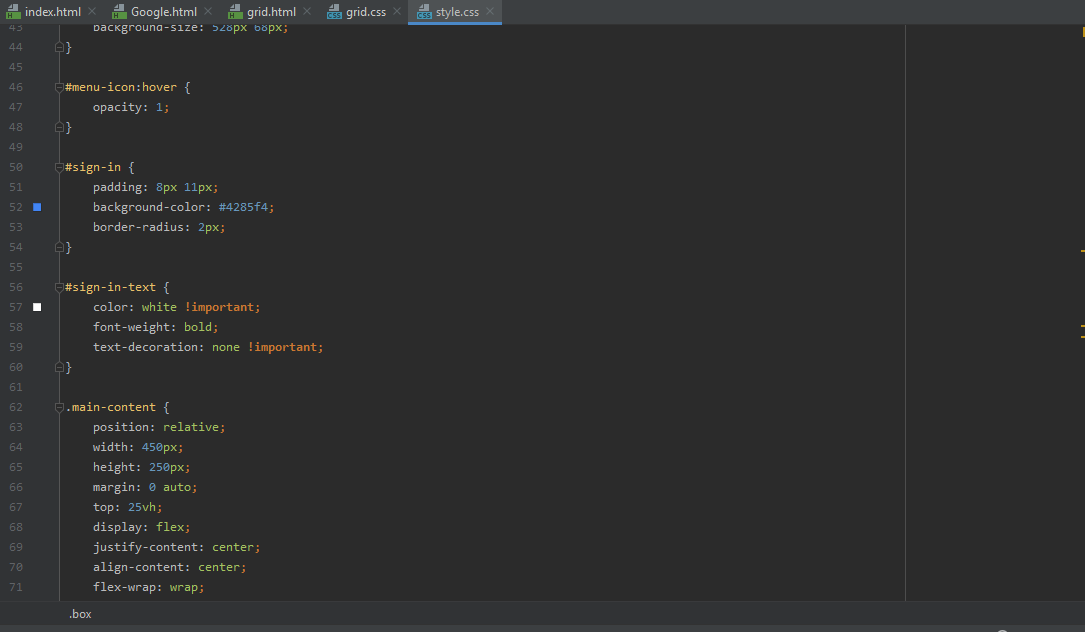 index.html Google.html grid.html grid.css style.css
43 background-size: 528px 68px;
44 }
45
46 #menu-icon:hover {
47 opacity: 1;
48 }
49
50 #sign-in {
51 padding: 8px 11px;
52 background-color: #4285f4;
53 border-radius: 2px;
54 }
55
56 #sign-in-text {
57 color: white !important;
58 font-weight: bold;
59 text-decoration: none !important;
60 }
61
62 .main-content {
63 position: relative;
64 width: 450px;
65 height: 250px;
66 margin: 0 auto;
67 top: 25vh;
68 display: flex;
69 justify-content: center;
70 align-content: center;
71 flex-wrap: wrap;
.box